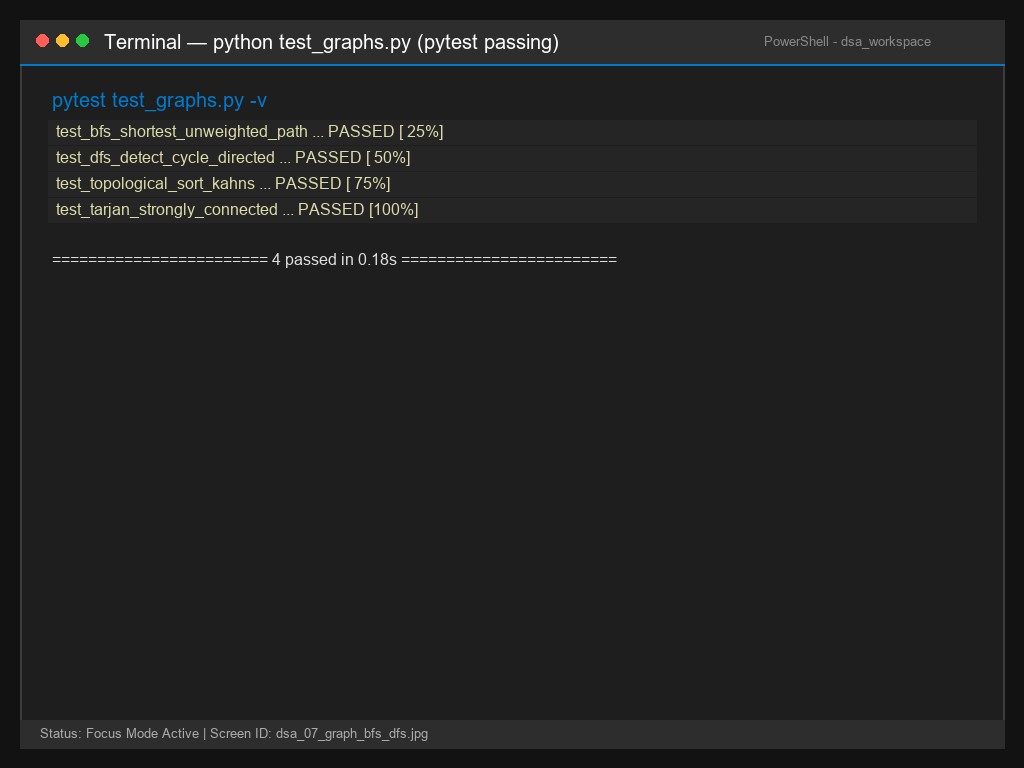 Terminal — python test_graphs.py (pytest passing)
PowerShell - dsa_workspace
pytest test_graphs.py -v
test_bfs_shortest_unweighted_path ... PASSED [ 25%]
test_dfs_detect_cycle_directed ... PASSED [ 50%]
test_topological_sort_kahns ... PASSED [ 75%]
test_tarjan_strongly_connected ... PASSED [100%]
======================== 4 passed in 0.18s ========================
Status: Focus Mode Active | Screen ID: dsa_07_graph_bfs_dfs.jpg